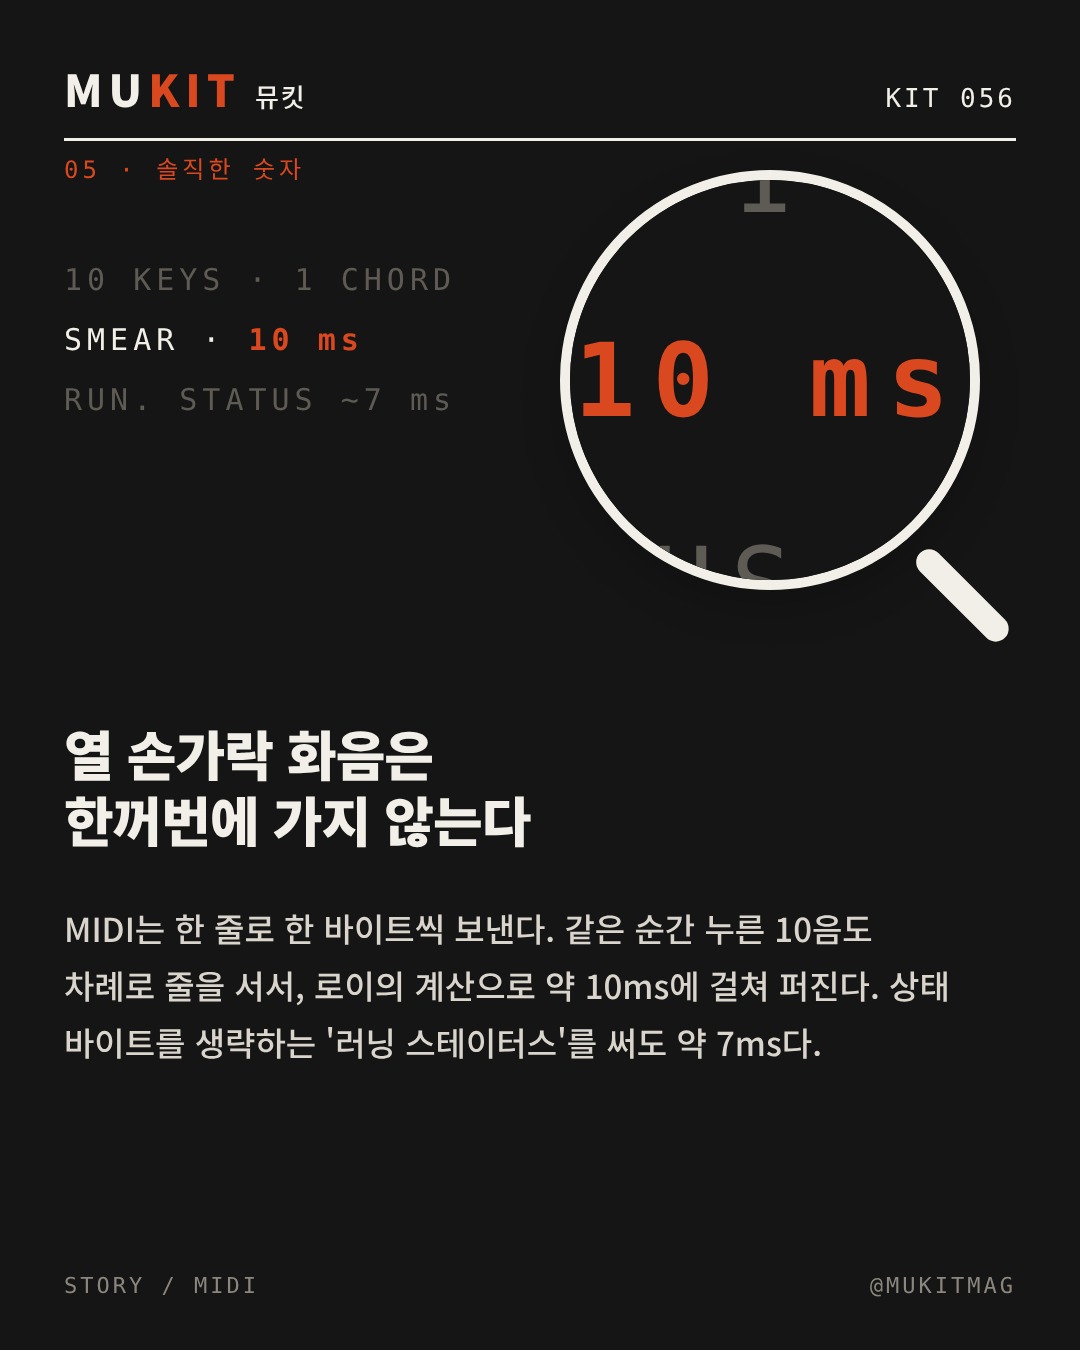 MUKIT 뮤킷
KIT 056
05 · 솔직한 숫자
10 KEYS · 1 CHORD
SMEAR · 10 ms
RUN. STATUS ~7 ms
1
10 ms
US
열 손가락 화음은
한꺼번에 가지 않는다
MIDI는 한 줄로 한 바이트씩 보낸다. 같은 순간 누른 10음도
차례로 줄을 서서, 로이의 계산으로 약 10ms에 걸쳐 퍼진다. 상태
바이트를 생략하는 '러닝 스테이터스'를 써도 약 7ms다.
STORY / MIDI
@MUKITMAG